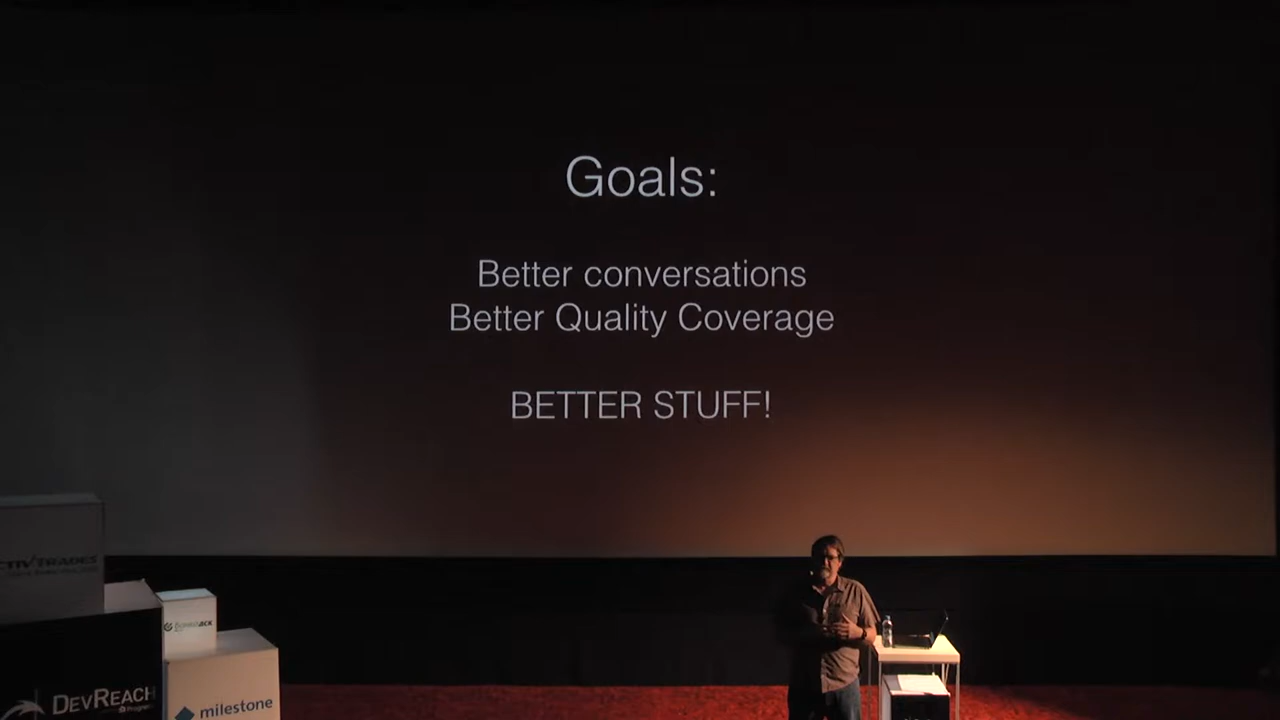 Goals:
Better conversations
Better Quality Coverage
BETTER STUFF!
DEVREACH
milestone